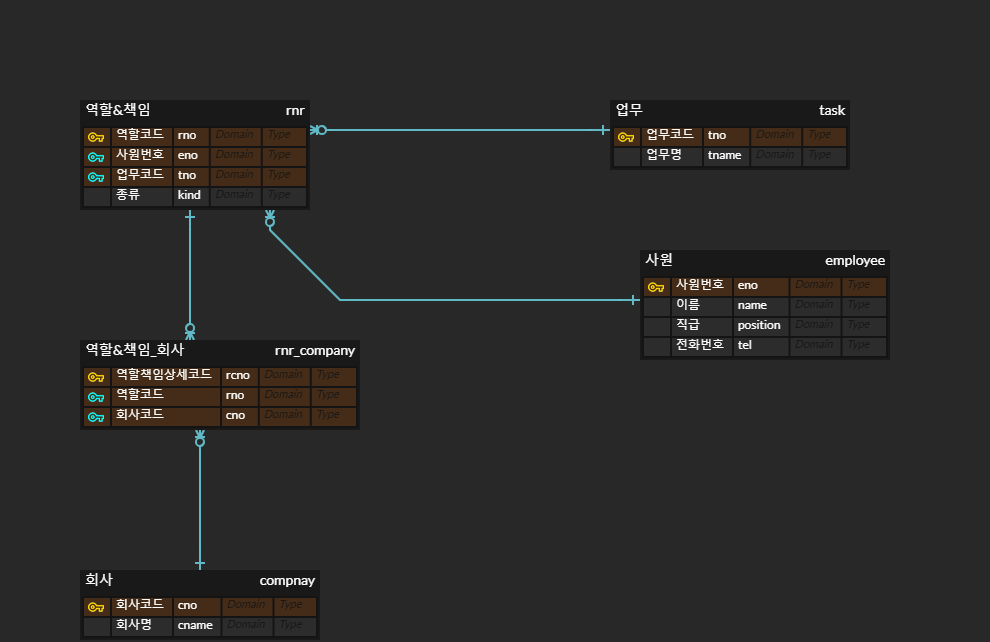 역할&책임 rnr
역할코드 rno Domain Type
사원번호 eno Domain Type
업무코드 tno Domain Type
종류 kind Domain Type
업무 task
업무코드 tno Domain Type
업무명 tname Domain Type
사원 employee
사원번호 eno Domain Type
이름 name Domain Type
직급 position Domain Type
전화번호 tel Domain Type
역할&책임_회사 rnr_company
역할책임상세코드 rcno Domain Type
역할코드 rno Domain Type
회사코드 cno Domain Type
회사 compnay
회사코드 cno Domain Type
회사명 cname Domain Type